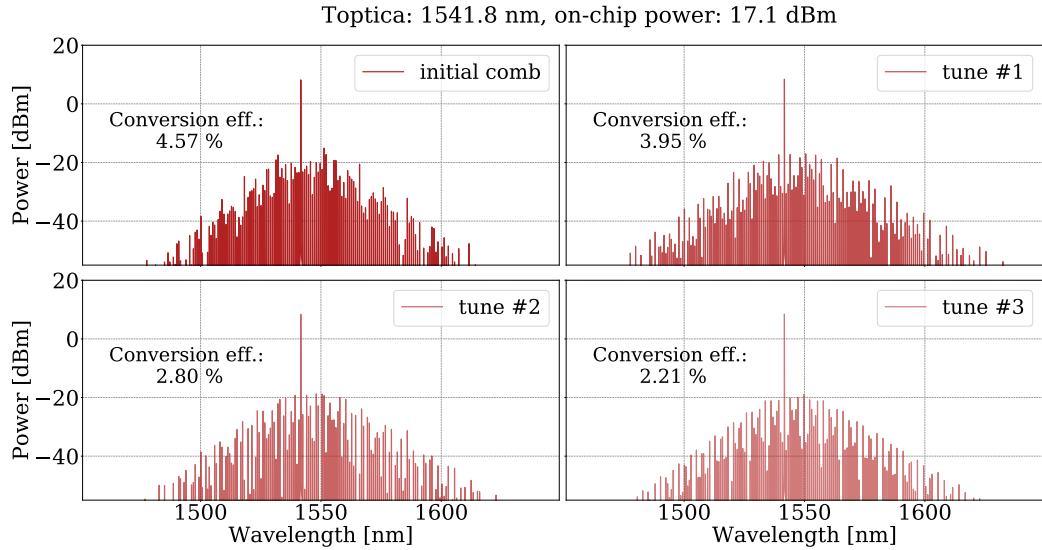 Toptica: 1541.8 nm, on-chip power: 17.1 dBm
20
0
−20
−40
Power [dBm]
initial comb
Conversion eff.:
4.57 %
tune #1
Conversion eff.:
3.95 %
20
0
−20
−40
Power [dBm]
tune #2
Conversion eff.:
2.80 %
tune #3
Conversion eff.:
2.21 %
1500 1550 1600
Wavelength [nm]
1500 1550 1600
Wavelength [nm]